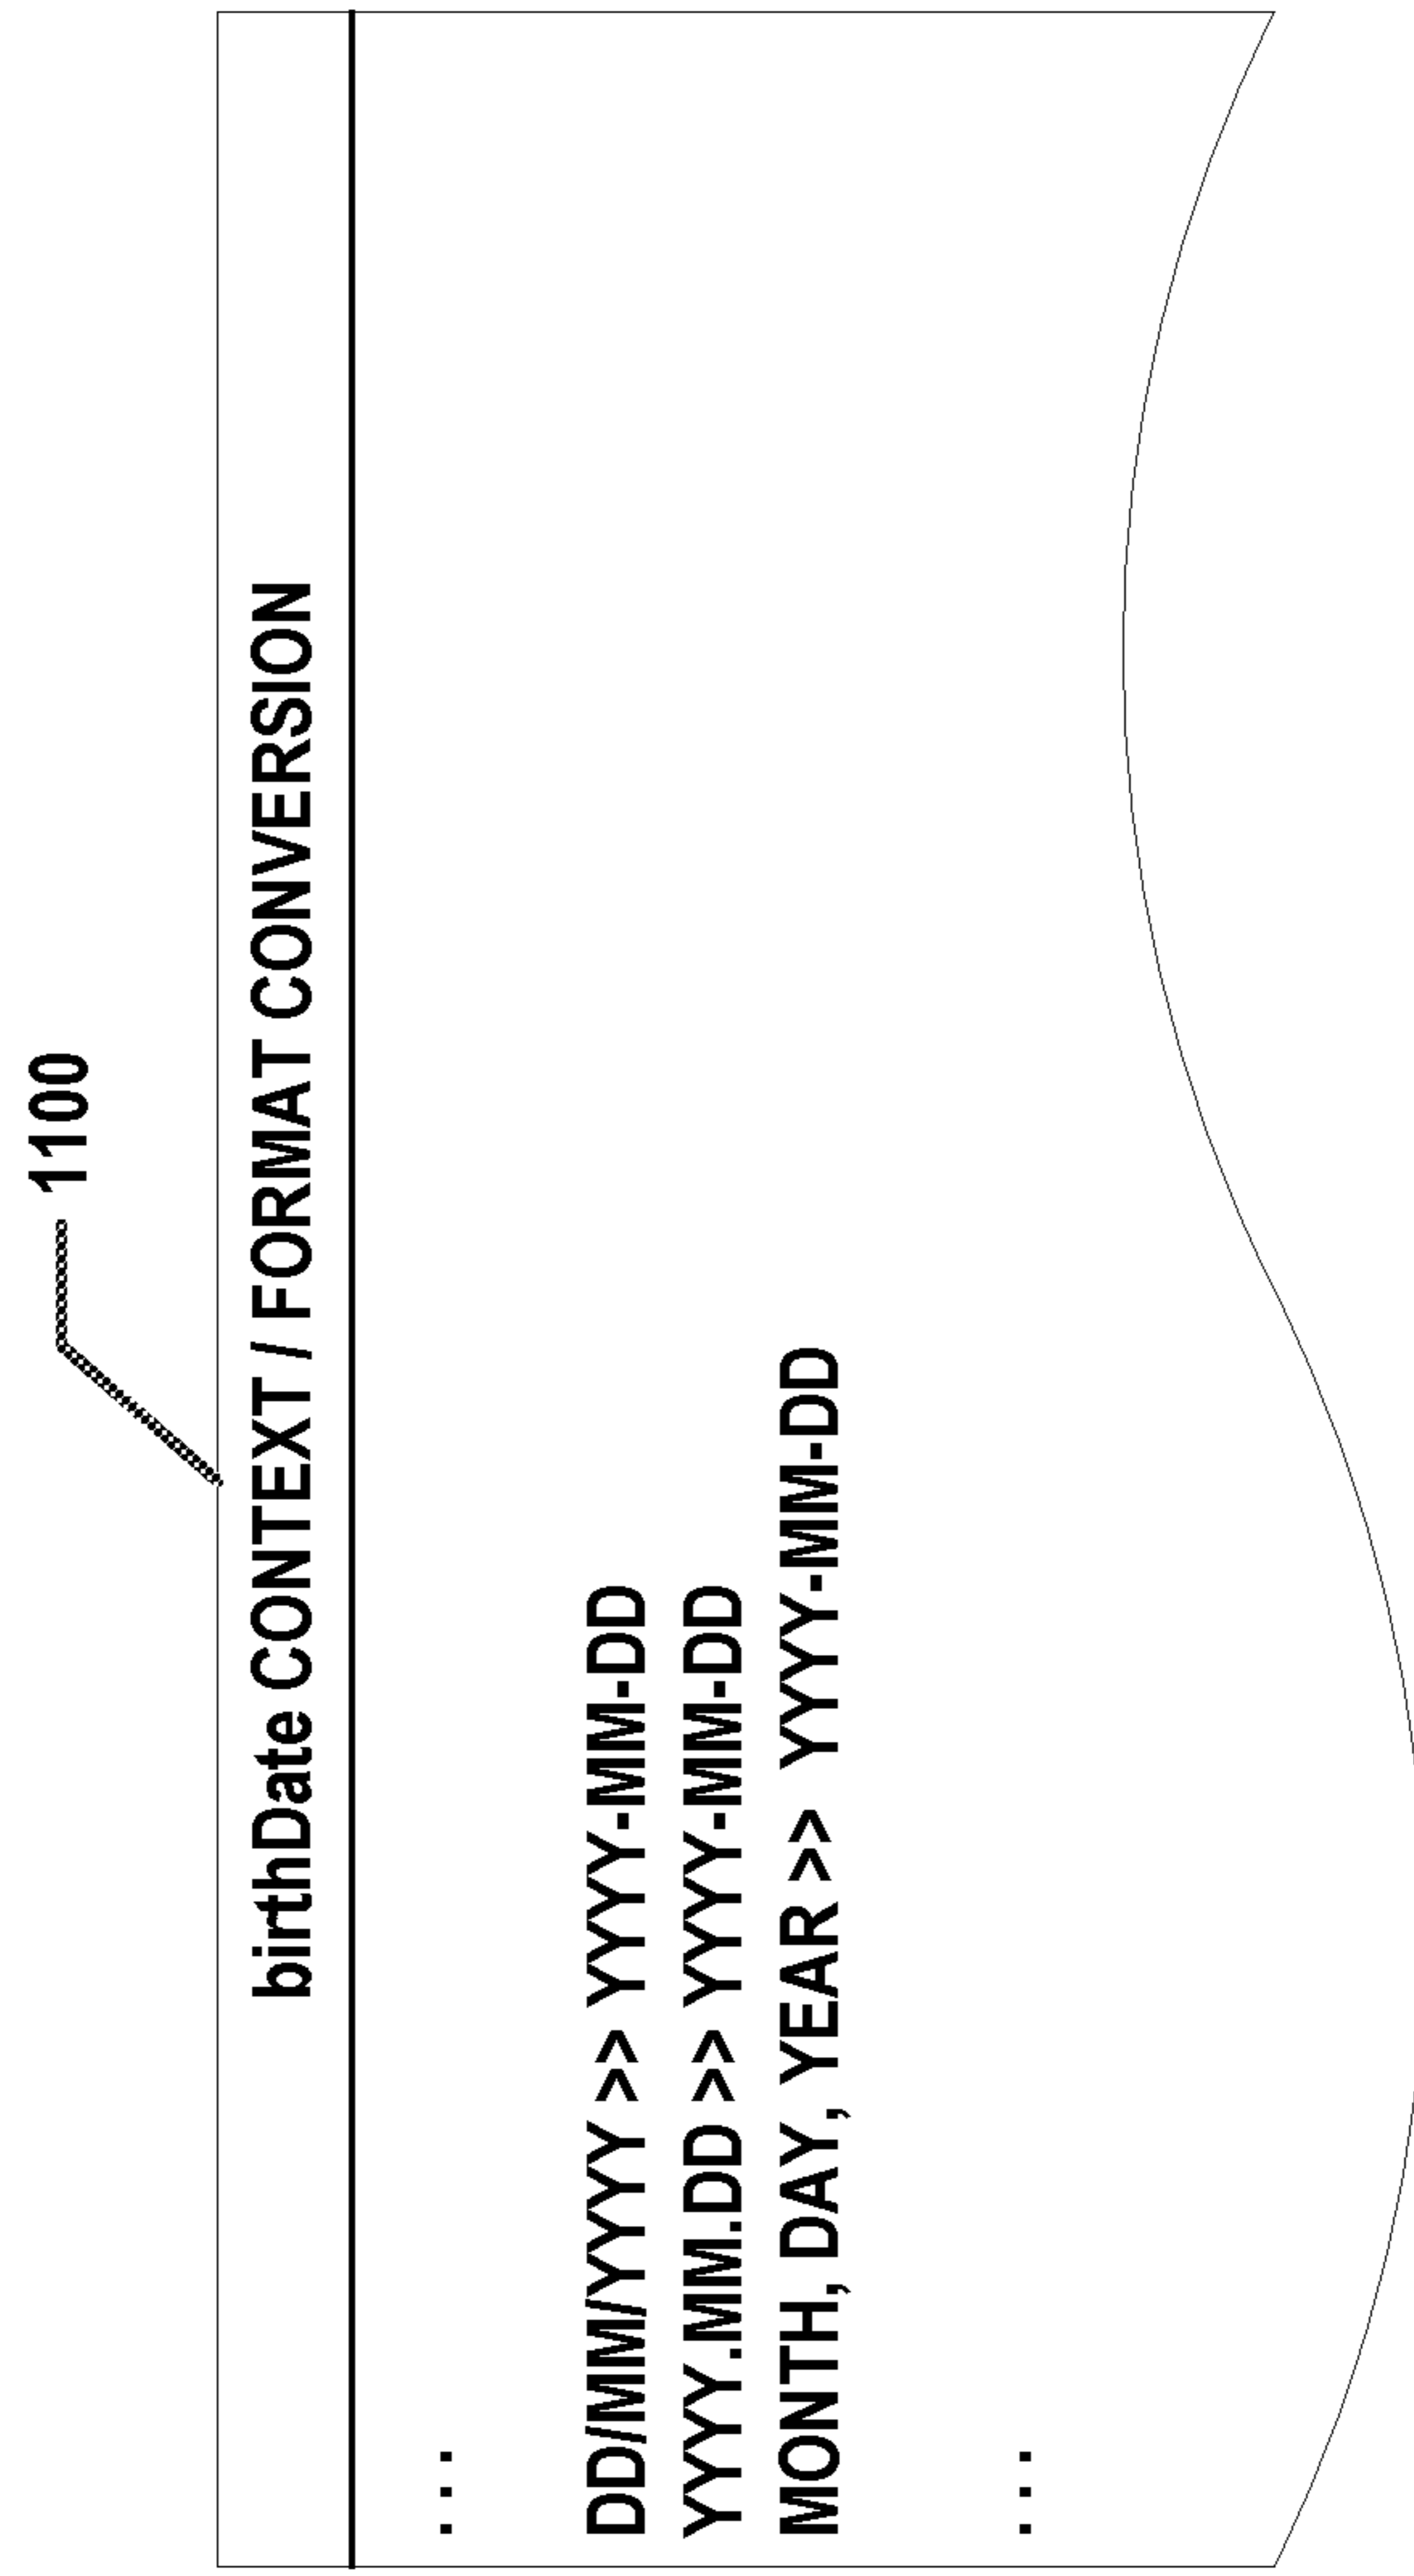 1100
birthDate CONTEXT / FORMAT CONVERSION
. . .
DD/MM/YYYY >> YYYY-MM-DD
YYYY.MM.DD >> YYYY-MM-DD
MONTH, DAY, YEAR >> YYYY-MM-DD
. . .